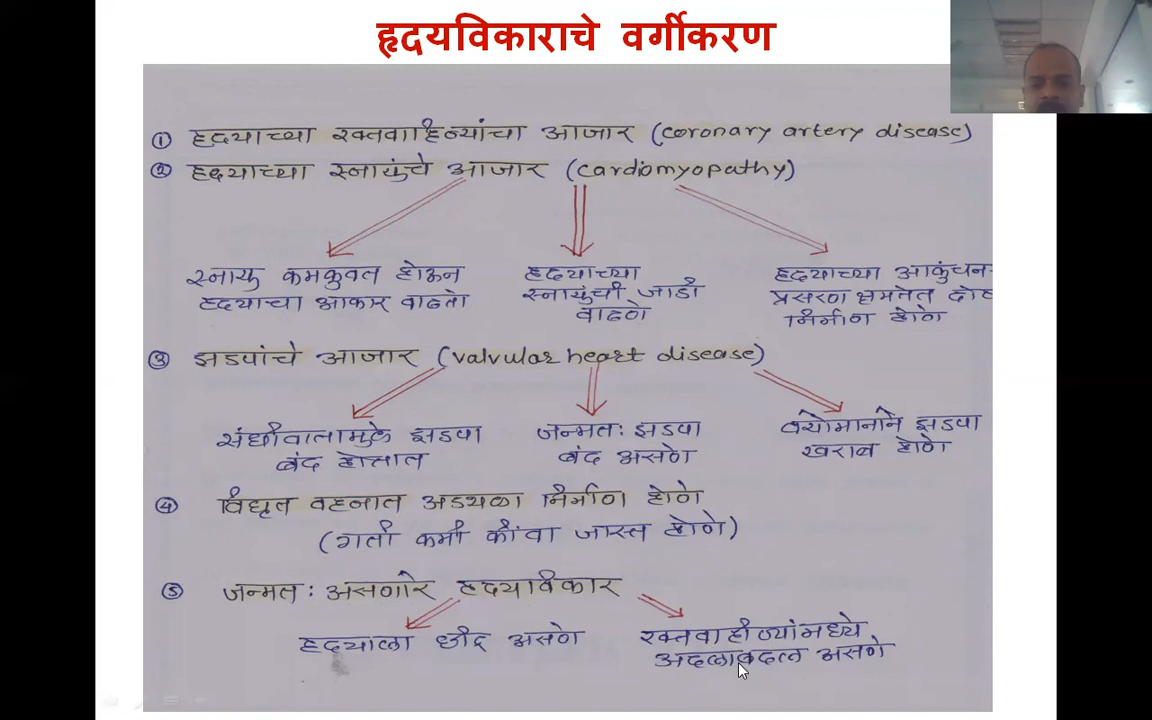 हृदयविकाराचे वर्गीकरण
① हृदयाच्या रक्तवाहिन्यांचा आजार (coronary artery disease)
② हृदयाच्या स्नायुंचे आजार (cardiomyopathy)
स्नायु कमकुवत होऊन
हृदयाचा आकार वाढतो
हृदयाच्या
स्नायुंची जाडी
वाढणे
हृदयाच्या आकुंचन-
प्रसरण क्षमतेत दोष
निर्माण होणे
③ झडपांचे आजार (valvular heart disease)
संधीवातामुळे झडपा
बंद होतात
जन्मतः झडपा
बंद असणे
वयोमानाने झडपा
खराब होणे
④ विद्युत वहनात अडथळा निर्माण होणे
(गती कमी कींवा जास्त होणे)
⑤ जन्मतः असणारे हृदयाविकार
हृदयाला छीद्र असणे
रक्तवाहीन्यांमध्ये
अदलाबदल असणे